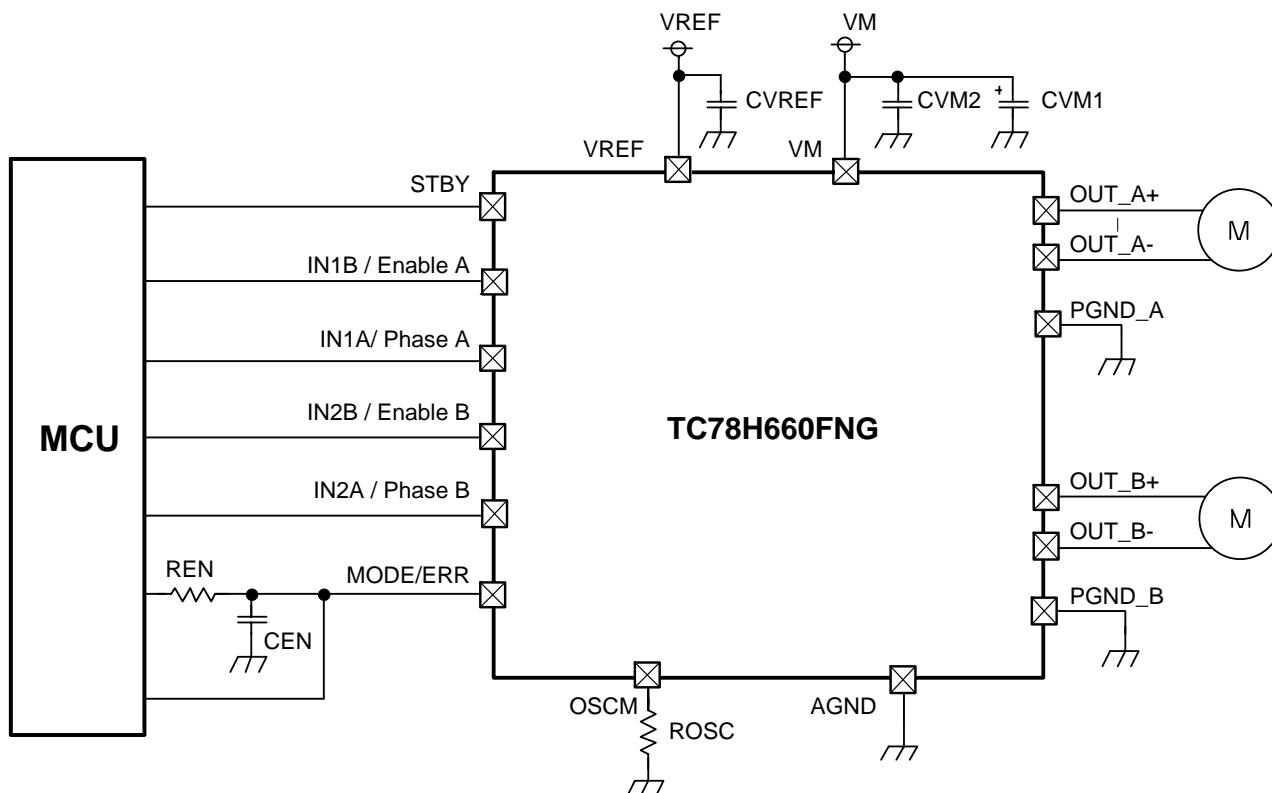 VREF
VM
CVREF
CVM2
+
CVM1
VREF
VM
STBY
OUT_A+
M
IN1B / Enable A
OUT_A-
PGND_A
IN1A/ Phase A
MCU
IN2B / Enable B
TC78H660FNG
IN2A / Phase B
OUT_B+
M
OUT_B-
REN
MODE/ERR
PGND_B
CEN
OSCM
AGND
ROSC